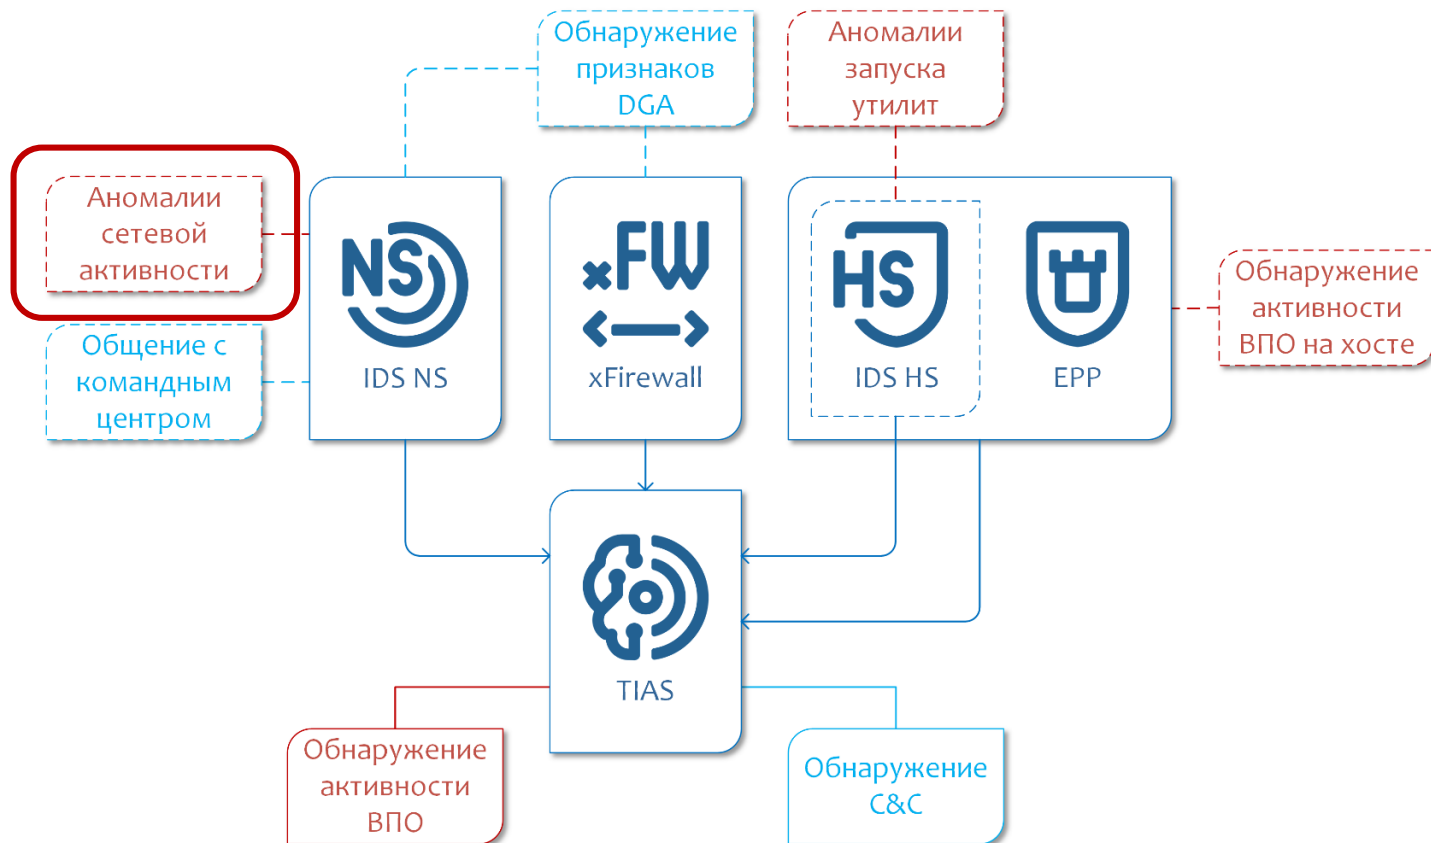 Обнаружение
признаков
DGA
Аномалии
запуска
утилит
Аномалии
сетевой
активности
Общение с
командным
центром
NS
IDS NS
xFW
xFirewall
HS
IDS HS
EPP
Обнаружение
активности
ВПО на хосте
TIAS
Обнаружение
активности
ВПО
Обнаружение
C&C